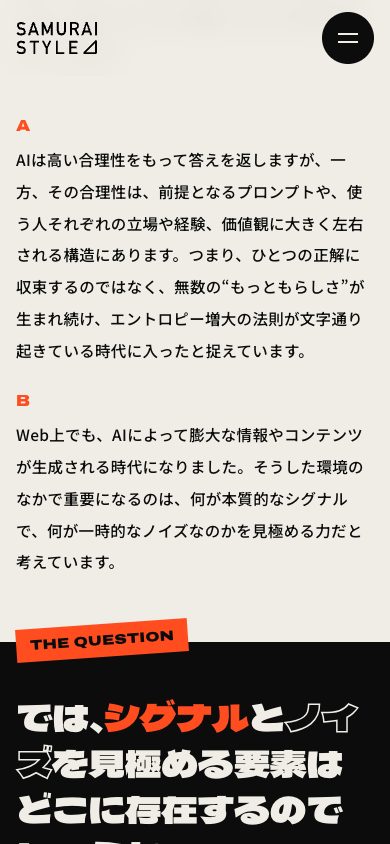 SAMURAI
STYLE
A
AIは高い合理性をもって答えを返しますが、一
方、その合理性は、前提となるプロンプトや、使
う人それぞれの立場や経験、価値観に大きく左右
される構造にあります。つまり、ひとつの正解に
収束するのではなく、無数の“もっともらしさ”が
生まれ続け、エントロピー増大の法則が文字通り
起きている時代に入ったと捉えています。
B
Web上でも、AIによって膨大な情報やコンテンツ
が生成される時代になりました。そうした環境の
なかで重要になるのは、何が本質的なシグナル
で、何が一時的なノイズなのかを見極める力だと
考えています。
THE QUESTION
では、シグナルとノイ
ズを見極める要素は
どこに存在するので